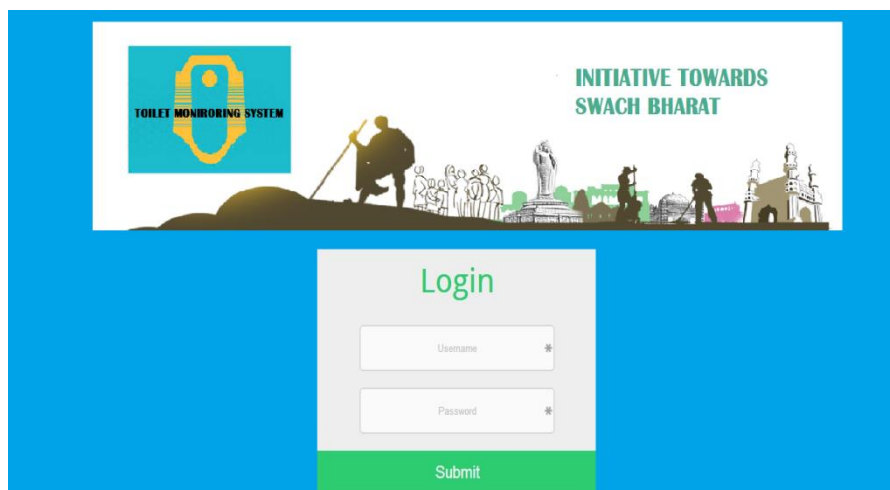 TOILET MONIRORING SYSTEM
INITIATIVE TOWARDS
SWACH BHARAT
Login
Username *
Password *
Submit